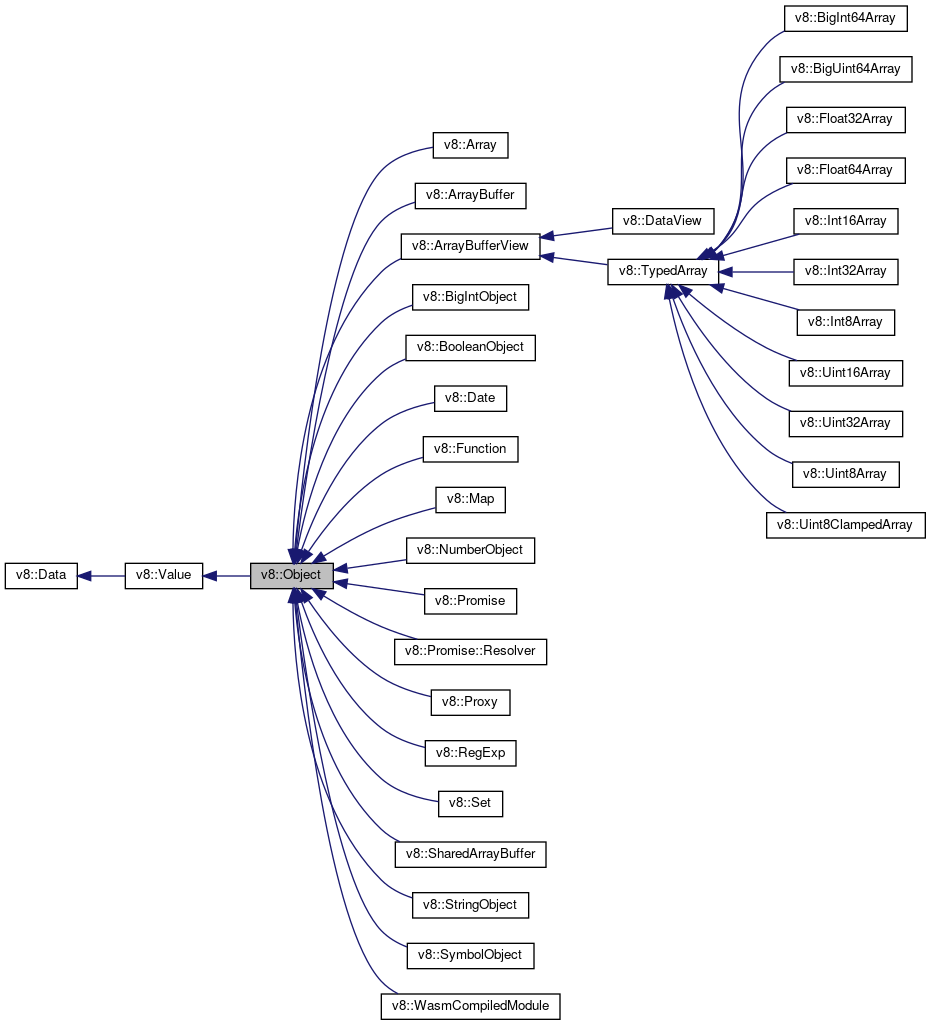 v8::BigInt64Array
v8::BigUint64Array
v8::Float32Array
v8::Array
v8::Float64Array
v8::ArrayBuffer
v8::DataView
v8::Int16Array
v8::ArrayBufferView
v8::TypedArray
v8::Int32Array
v8::BigIntObject
v8::Int8Array
v8::BooleanObject
v8::Uint16Array
v8::Date
v8::Uint32Array
v8::Function
v8::Uint8Array
v8::Map
v8::Uint8ClampedArray
v8::NumberObject
v8::Data
v8::Value
v8::Object
v8::Promise
v8::Promise::Resolver
v8::Proxy
v8::RegExp
v8::Set
v8::SharedArrayBuffer
v8::StringObject
v8::SymbolObject
v8::WasmCompiledModule